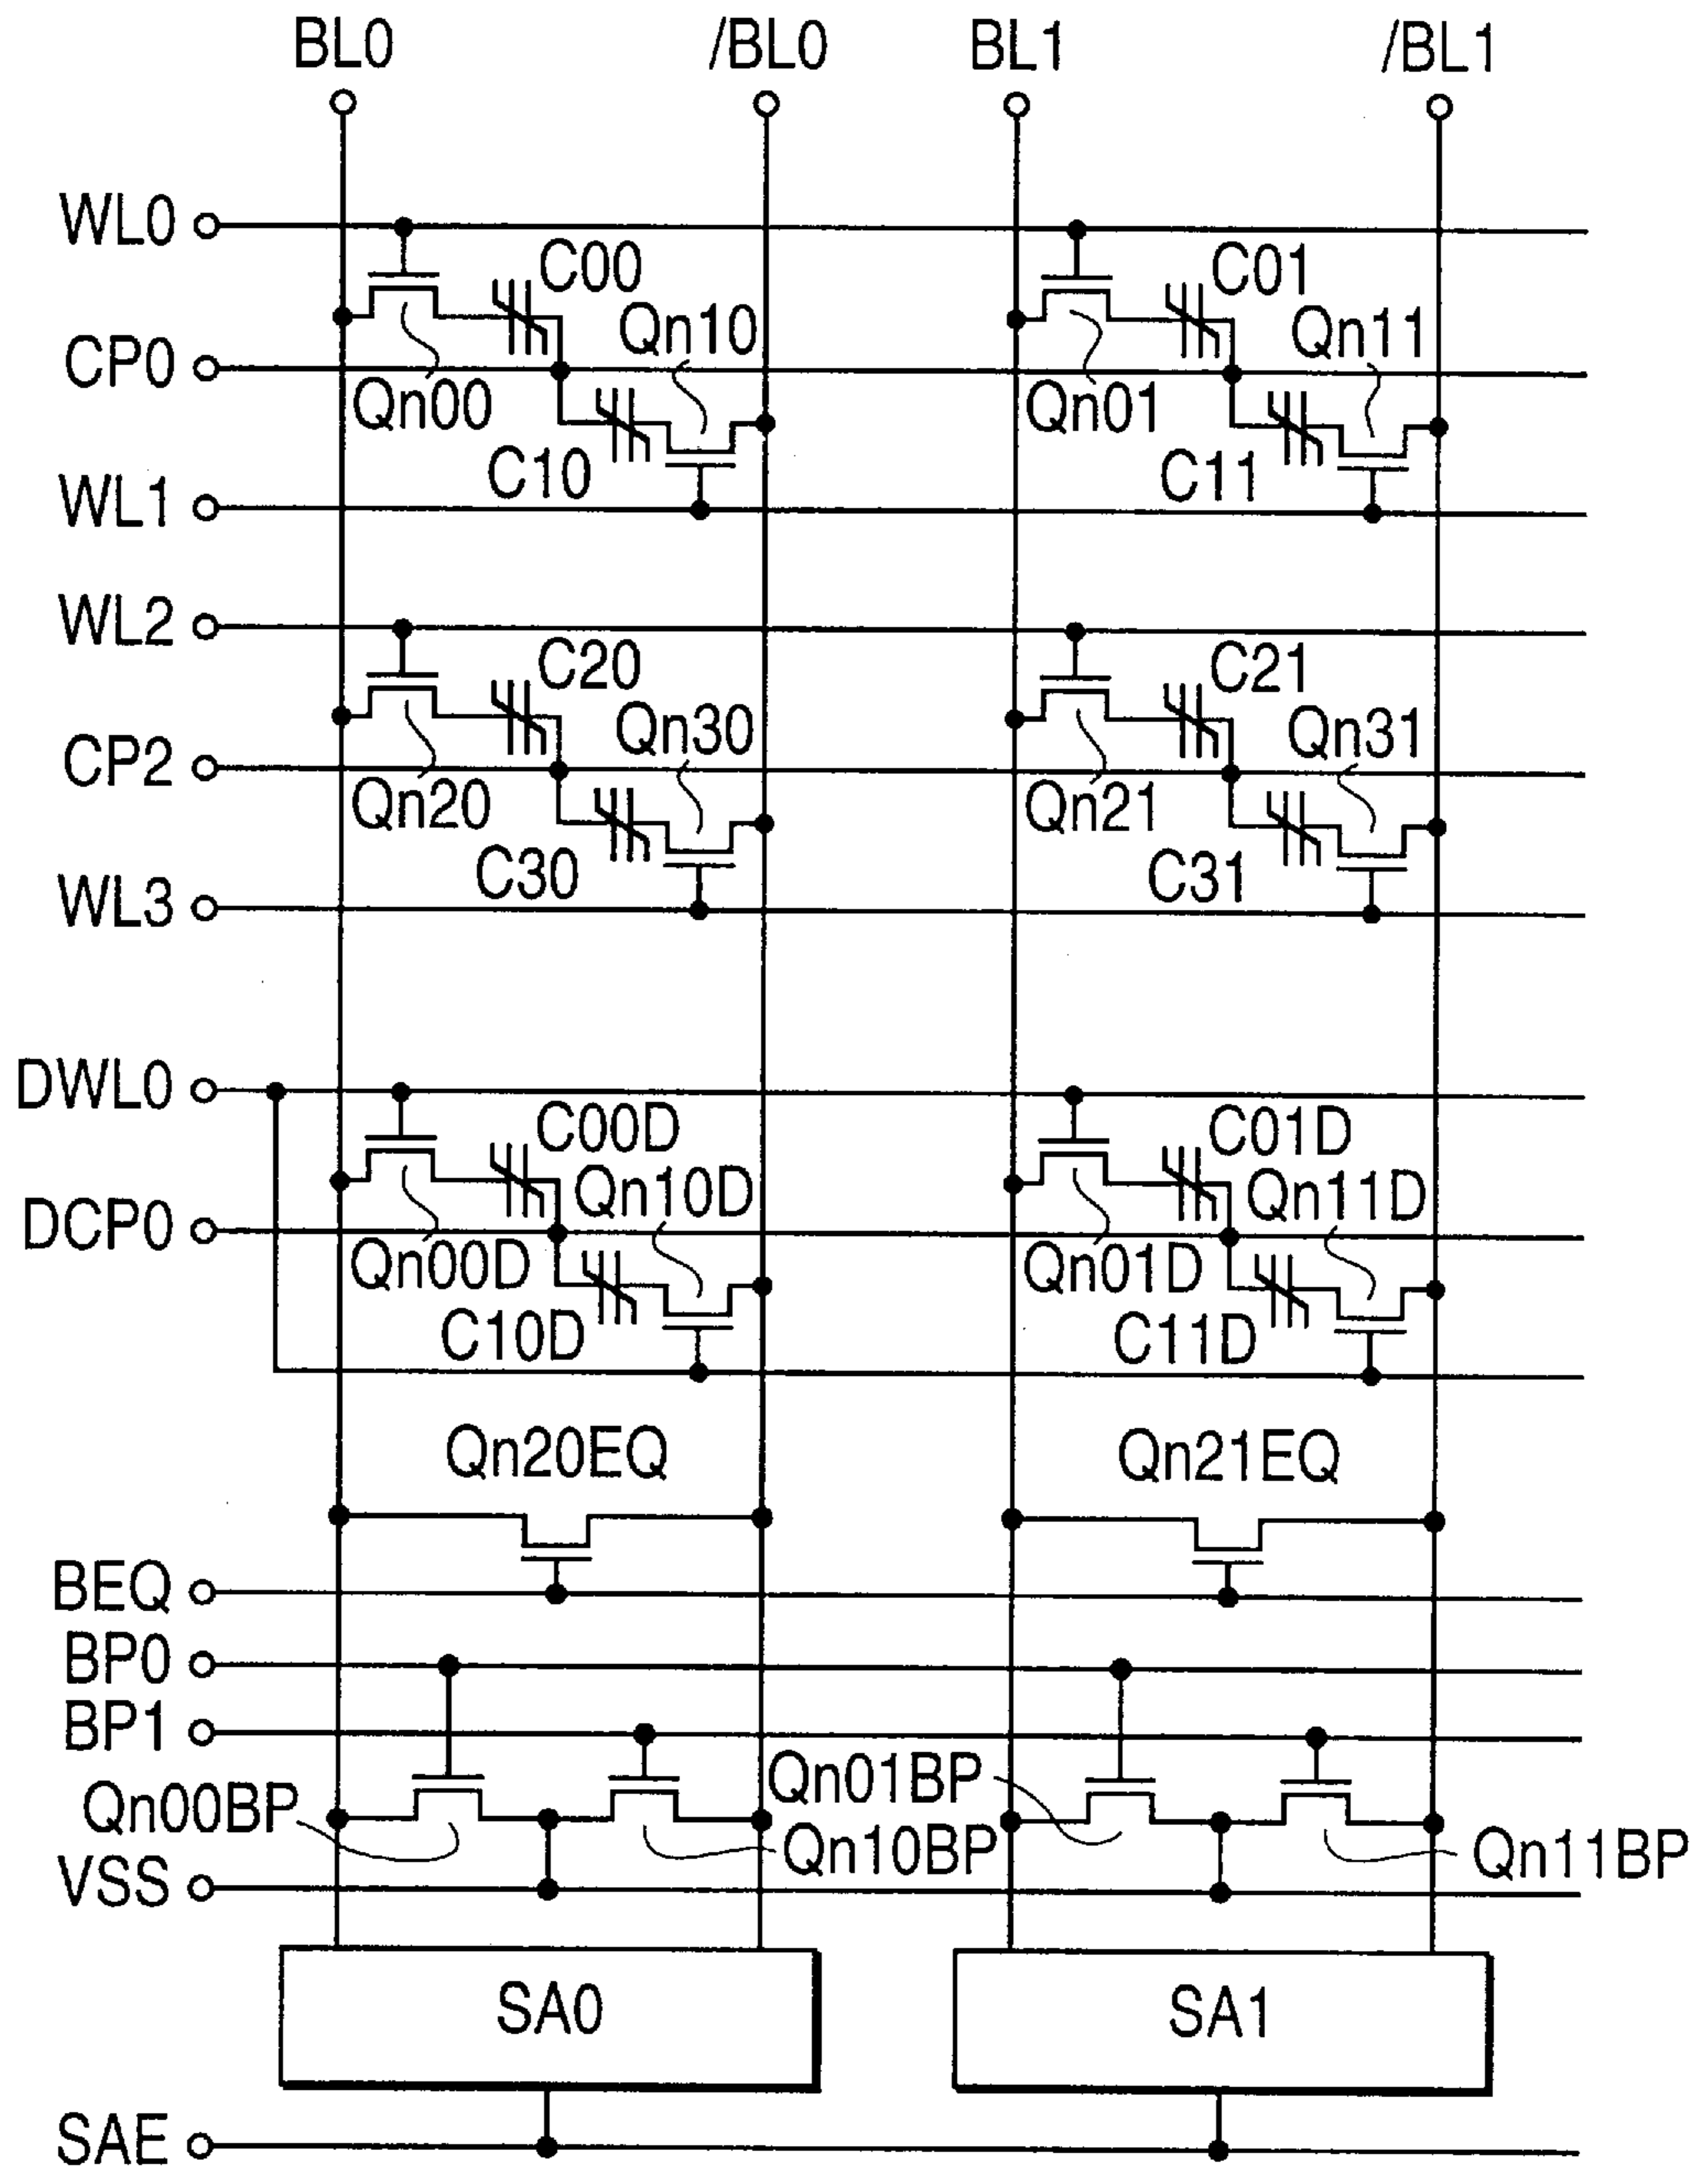 BL0 /BL0 BL1 /BL1
WL0
C00 C01
Qn10 Qn11
CP0
Qn00 Qn01
C10 C11
WL1
WL2
C20 C21
Qn30 Qn31
CP2
Qn20 Qn21
C30 C31
WL3
DWL0
C00D C01D
Qn10D Qn11D
DCP0
Qn00D Qn01D
C10D C11D
Qn20EQ Qn21EQ
BEQ
BP0
BP1
Qn01BP
Qn00BP
Qn10BP Qn11BP
VSS
SA0 SA1
SAE